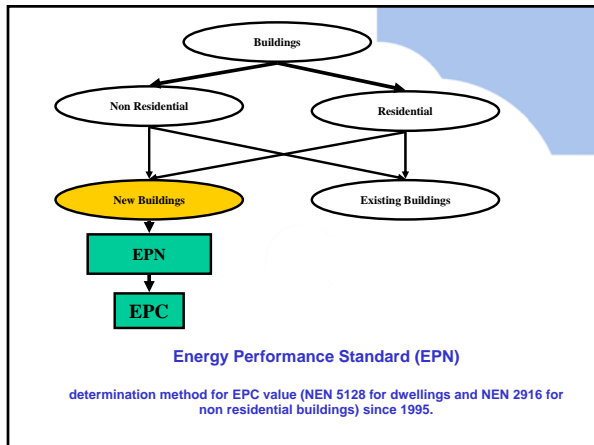 Buildings
Non Residential
Residential
New Buildings
Existing Buildings
EPN
EPC
Energy Performance Standard (EPN)
determination method for EPC value (NEN 5128 for dwellings and NEN 2916 for
non residential buildings) since 1995.